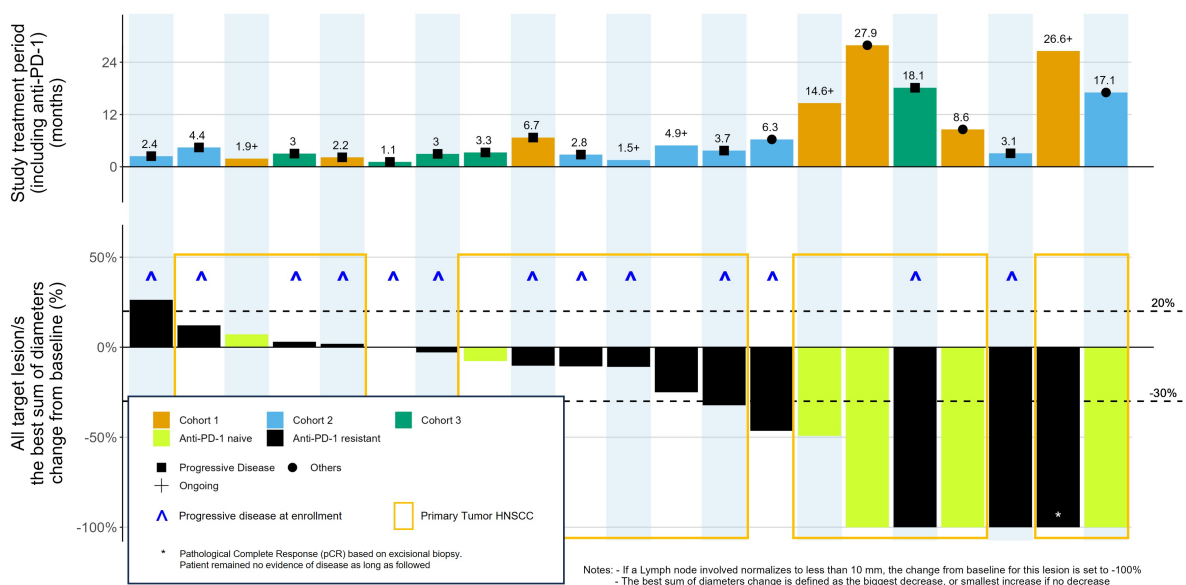 Study treatment period
(including anti-PD-1)
(months)
24
12
0
2.4
4.4
1.9+
3
2.2
1.1
3
3.3
6.7
2.8
1.5+
4.9+
3.7
6.3
14.6+
27.9
18.1
8.6
3.1
26.6+
17.1
All target lesion/s
the best sum of diameters
change from baseline (%)
50%
0%
-50%
-100%
^ ^ ^ ^ ^ ^ ^ ^ ^ ^ ^ ^ ^
20%
-30%
*
Cohort 1 Cohort 2 Cohort 3
Anti-PD-1 naive Anti-PD-1 resistant
Progressive Disease Others
Ongoing
^ Progressive disease at enrollment Primary Tumor HNSCC
* Pathological Complete Response (pCR) based on excisional biopsy.
Patient remained no evidence of disease as long as followed
Notes: - If a Lymph node involved normalizes to less than 10 mm, the change from baseline for this lesion is set to -100%
- The best sum of diameters change is defined as the biggest decrease, or smallest increase if no decrease